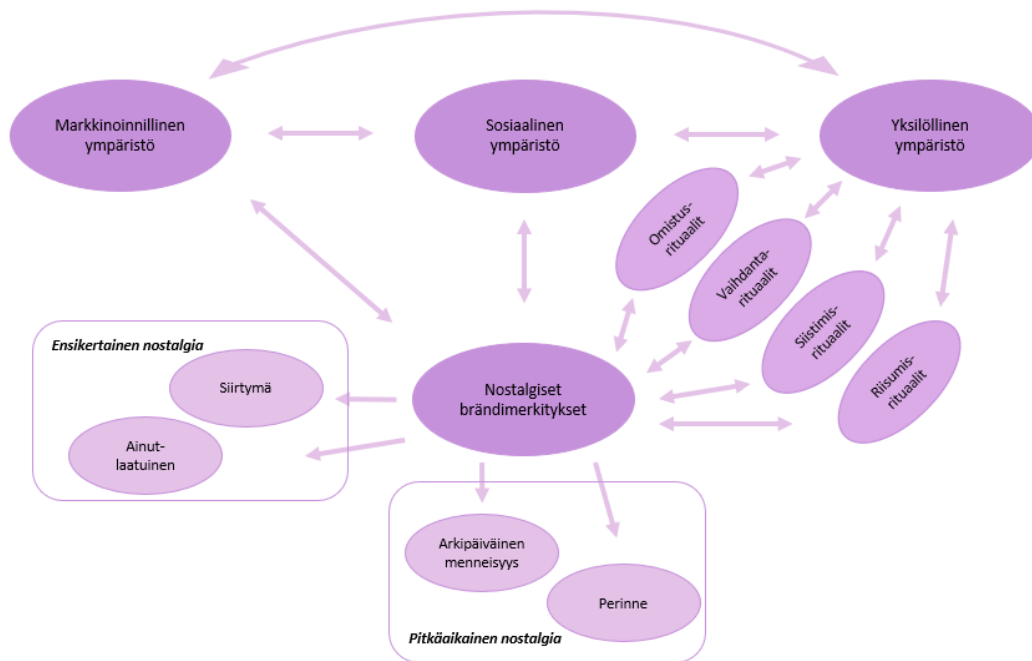 Markkinoinnillinen
ympäristö
Sosiaalinen
ympäristö
Yksilöllinen
ympäristö
Omistus-
rituaalit
Vaihdanta-
rituaalit
Siistimis-
rituaalit
Riisumis-
rituaalit
Ensikertainen nostalgia
Siirtymä
Ainut-
laatuinen
Nostalgiset
brändimerkitykset
Arkipäiväinen
menneisyys
Perinne
Pitkäaikainen nostalgia